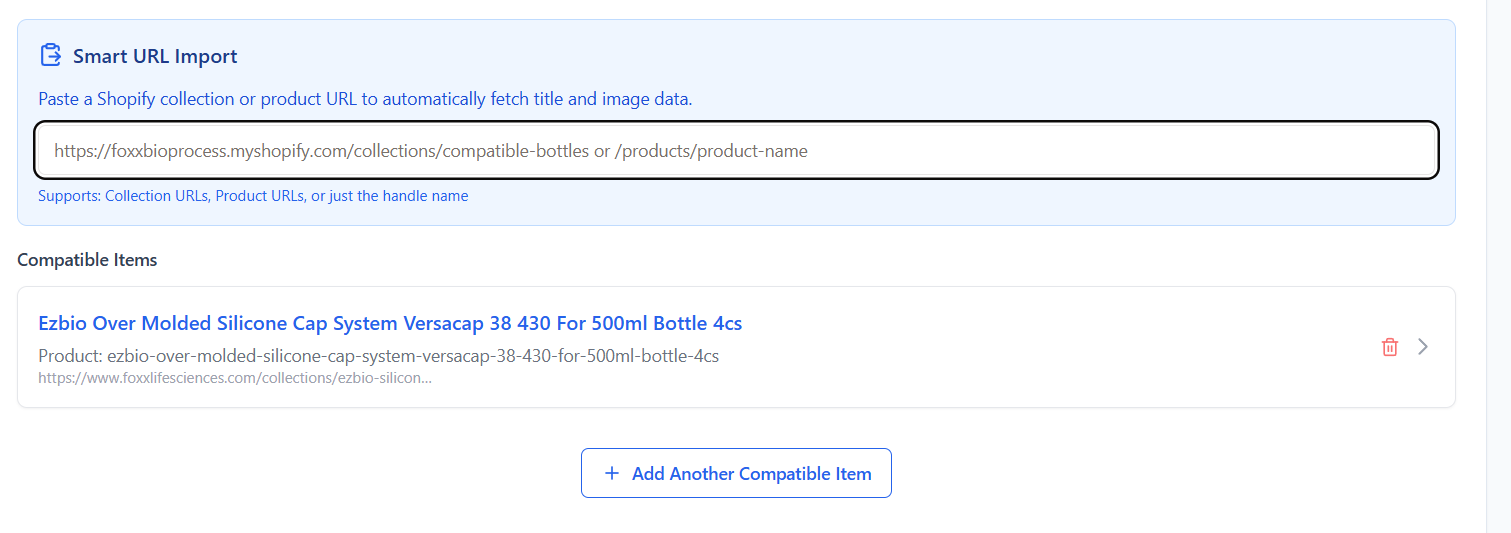 Smart URL Import
Paste a Shopify collection or product URL to automatically fetch title and image data.
https://foxxbioprocess.myshopify.com/collections/compatible-bottles or /products/product-name
Supports: Collection URLs, Product URLs, or just the handle name
Compatible Items
Ezbio Over Molded Silicone Cap System Versacap 38 430 For 500ml Bottle 4cs
Product: ezbio-over-molded-silicone-cap-system-versacap-38-430-for-500ml-bottle-4cs
https://www.foxxlifesciences.com/collections/ezbio-silicon...
Add Another Compatible Item